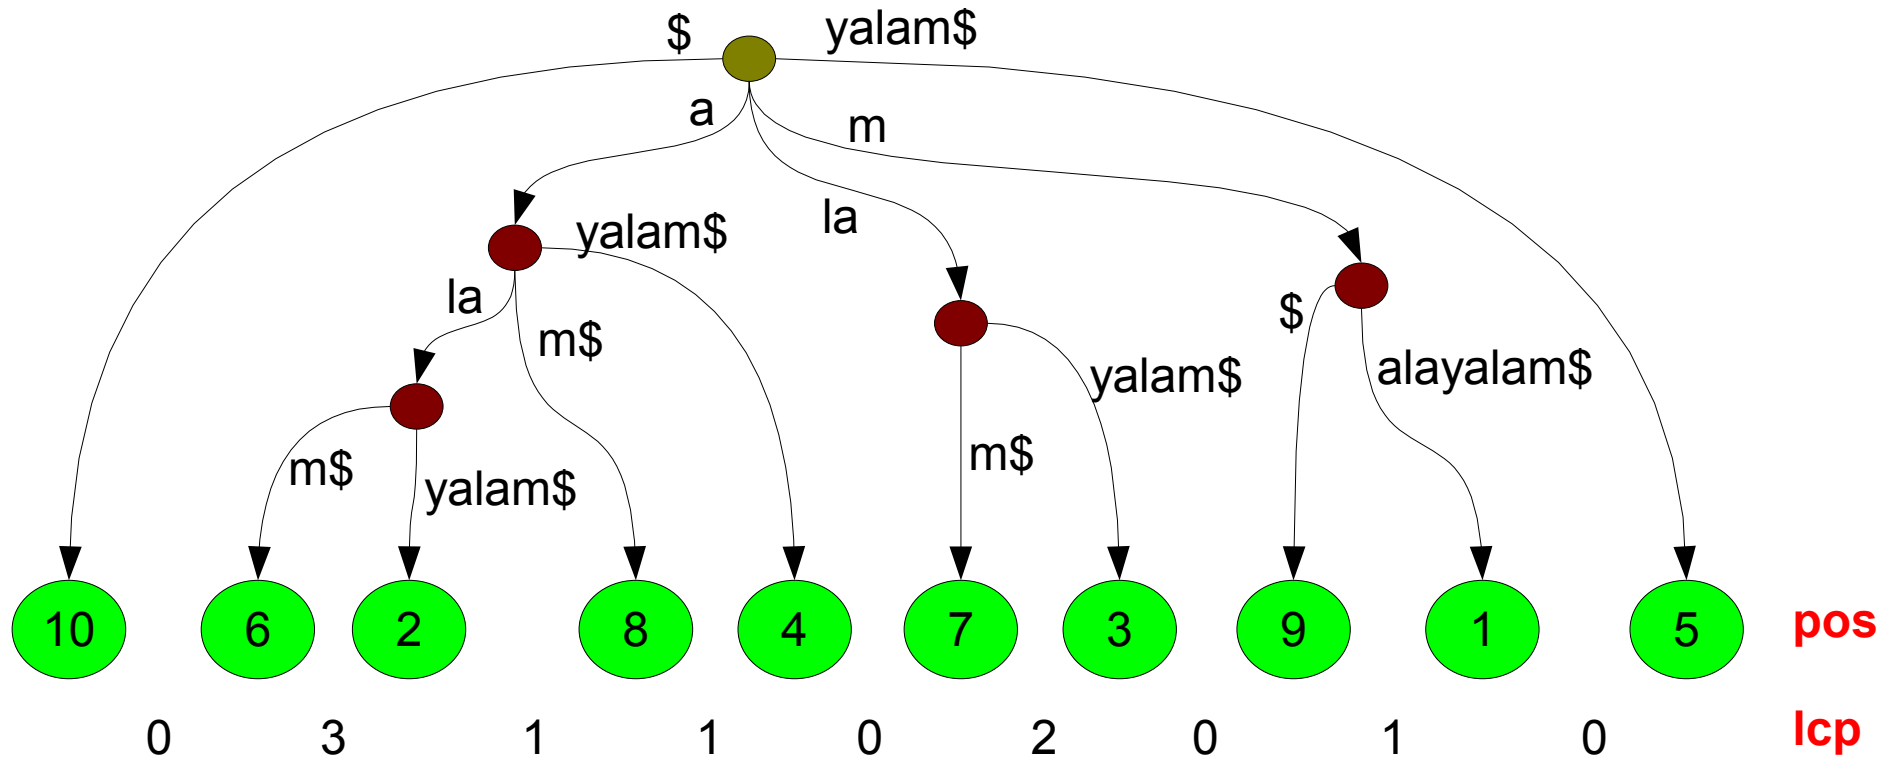 $ yalam$
a m
la yalam$
la $
m$ alayalam$
yalam$
m$ yalam$ m$
10 6 2 8 4 7 3 9 1 5 pos
0 3 1 1 0 2 0 1 0 lcp